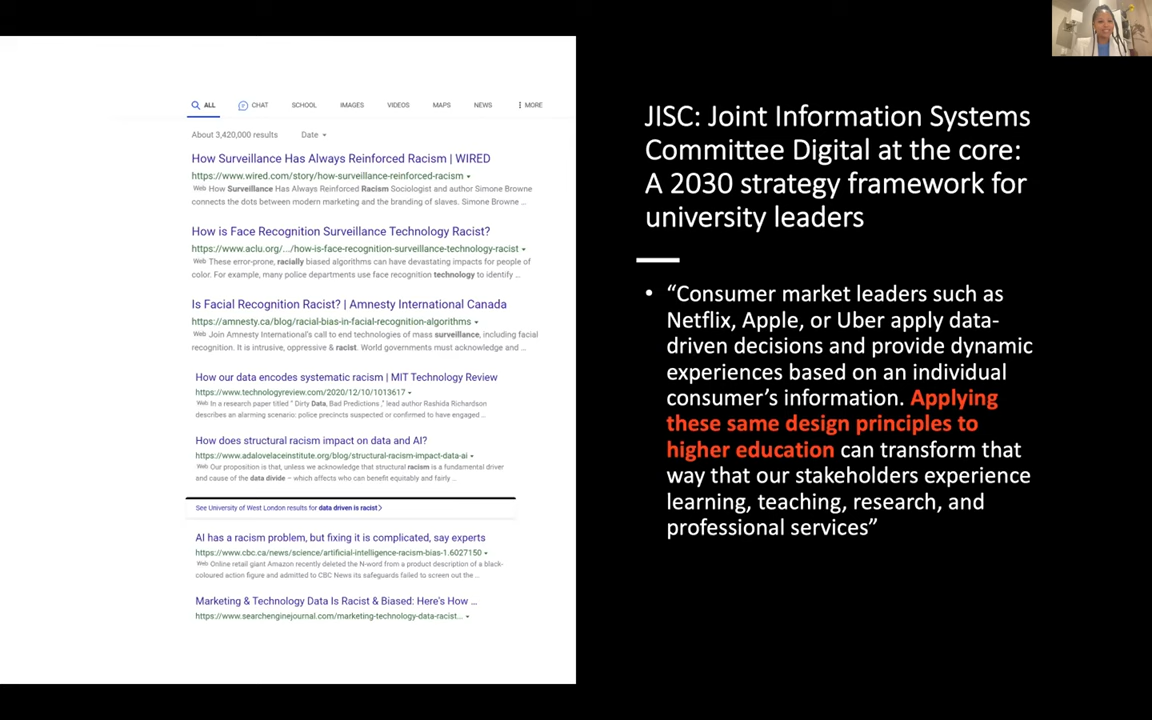 ALL
CHAT
SCHOOL
IMAGES
VIDEOS
MAPS
NEWS
MORE
About 3,420,000 results
Date
How Surveillance Has Always Reinforced Racism | WIRED
https://www.wired.com/story/how-surveillance-reinforced-racism
Web How Surveillance Has Always Reinforced Racism Sociologist and author Simone Browne
connects the dots between modern marketing and the branding of slaves. Simone Browne ...
How is Face Recognition Surveillance Technology Racist?
https://www.aclu.org/.../how-is-face-recognition-surveillance-technology-racist
Web These error-prone, racially biased algorithms can have devastating impacts for people of
color. For example, many police departments use face recognition technology to identify ...
Is Facial Recognition Racist? | Amnesty International Canada
https://amnesty.ca/blog/racial-bias-in-facial-recognition-algorithms
Web Join Amnesty International's call to end technologies of mass surveillance, including facial
recognition. It is intrusive, oppressive & racist. World governments must acknowledge and ...
How our data encodes systematic racism | MIT Technology Review
https://www.technologyreview.com/2020/12/10/1013617
Web In a research paper titled " Dirty Data, Bad Predictions ," lead author Rashida Richardson
describes an alarming scenario: police precincts suspected or confirmed to have engaged ...
How does structural racism impact on data and AI?
https://www.adalovelaceinstitute.org/blog/structural-racism-impact-data-ai
Web Our proposition is that, unless we acknowledge that structural racism is a fundamental driver
and cause of the data divide – which affects who can benefit equitably and fairly ...
See University of West London results for data driven is racist
AI has a racism problem, but fixing it is complicated, say experts
https://www.cbc.ca/news/science/artificial-intelligence-racism-bias-1.6027150
Web Online retail giant Amazon recently deleted the N-word from a product description of a black-
coloured action figure and admitted to CBC News its safeguards failed to screen out the ...
Marketing & Technology Data Is Racist & Biased: Here's How ...
https://www.searchenginejournal.com/marketing-technology-data-racist...
JISC: Joint Information Systems
Committee Digital at the core:
A 2030 strategy framework for
university leaders
• “Consumer market leaders such as
Netflix, Apple, or Uber apply data-
driven decisions and provide dynamic
experiences based on an individual
consumer’s information. Applying
these same design principles to
higher education can transform that
way that our stakeholders experience
learning, teaching, research, and
professional services”